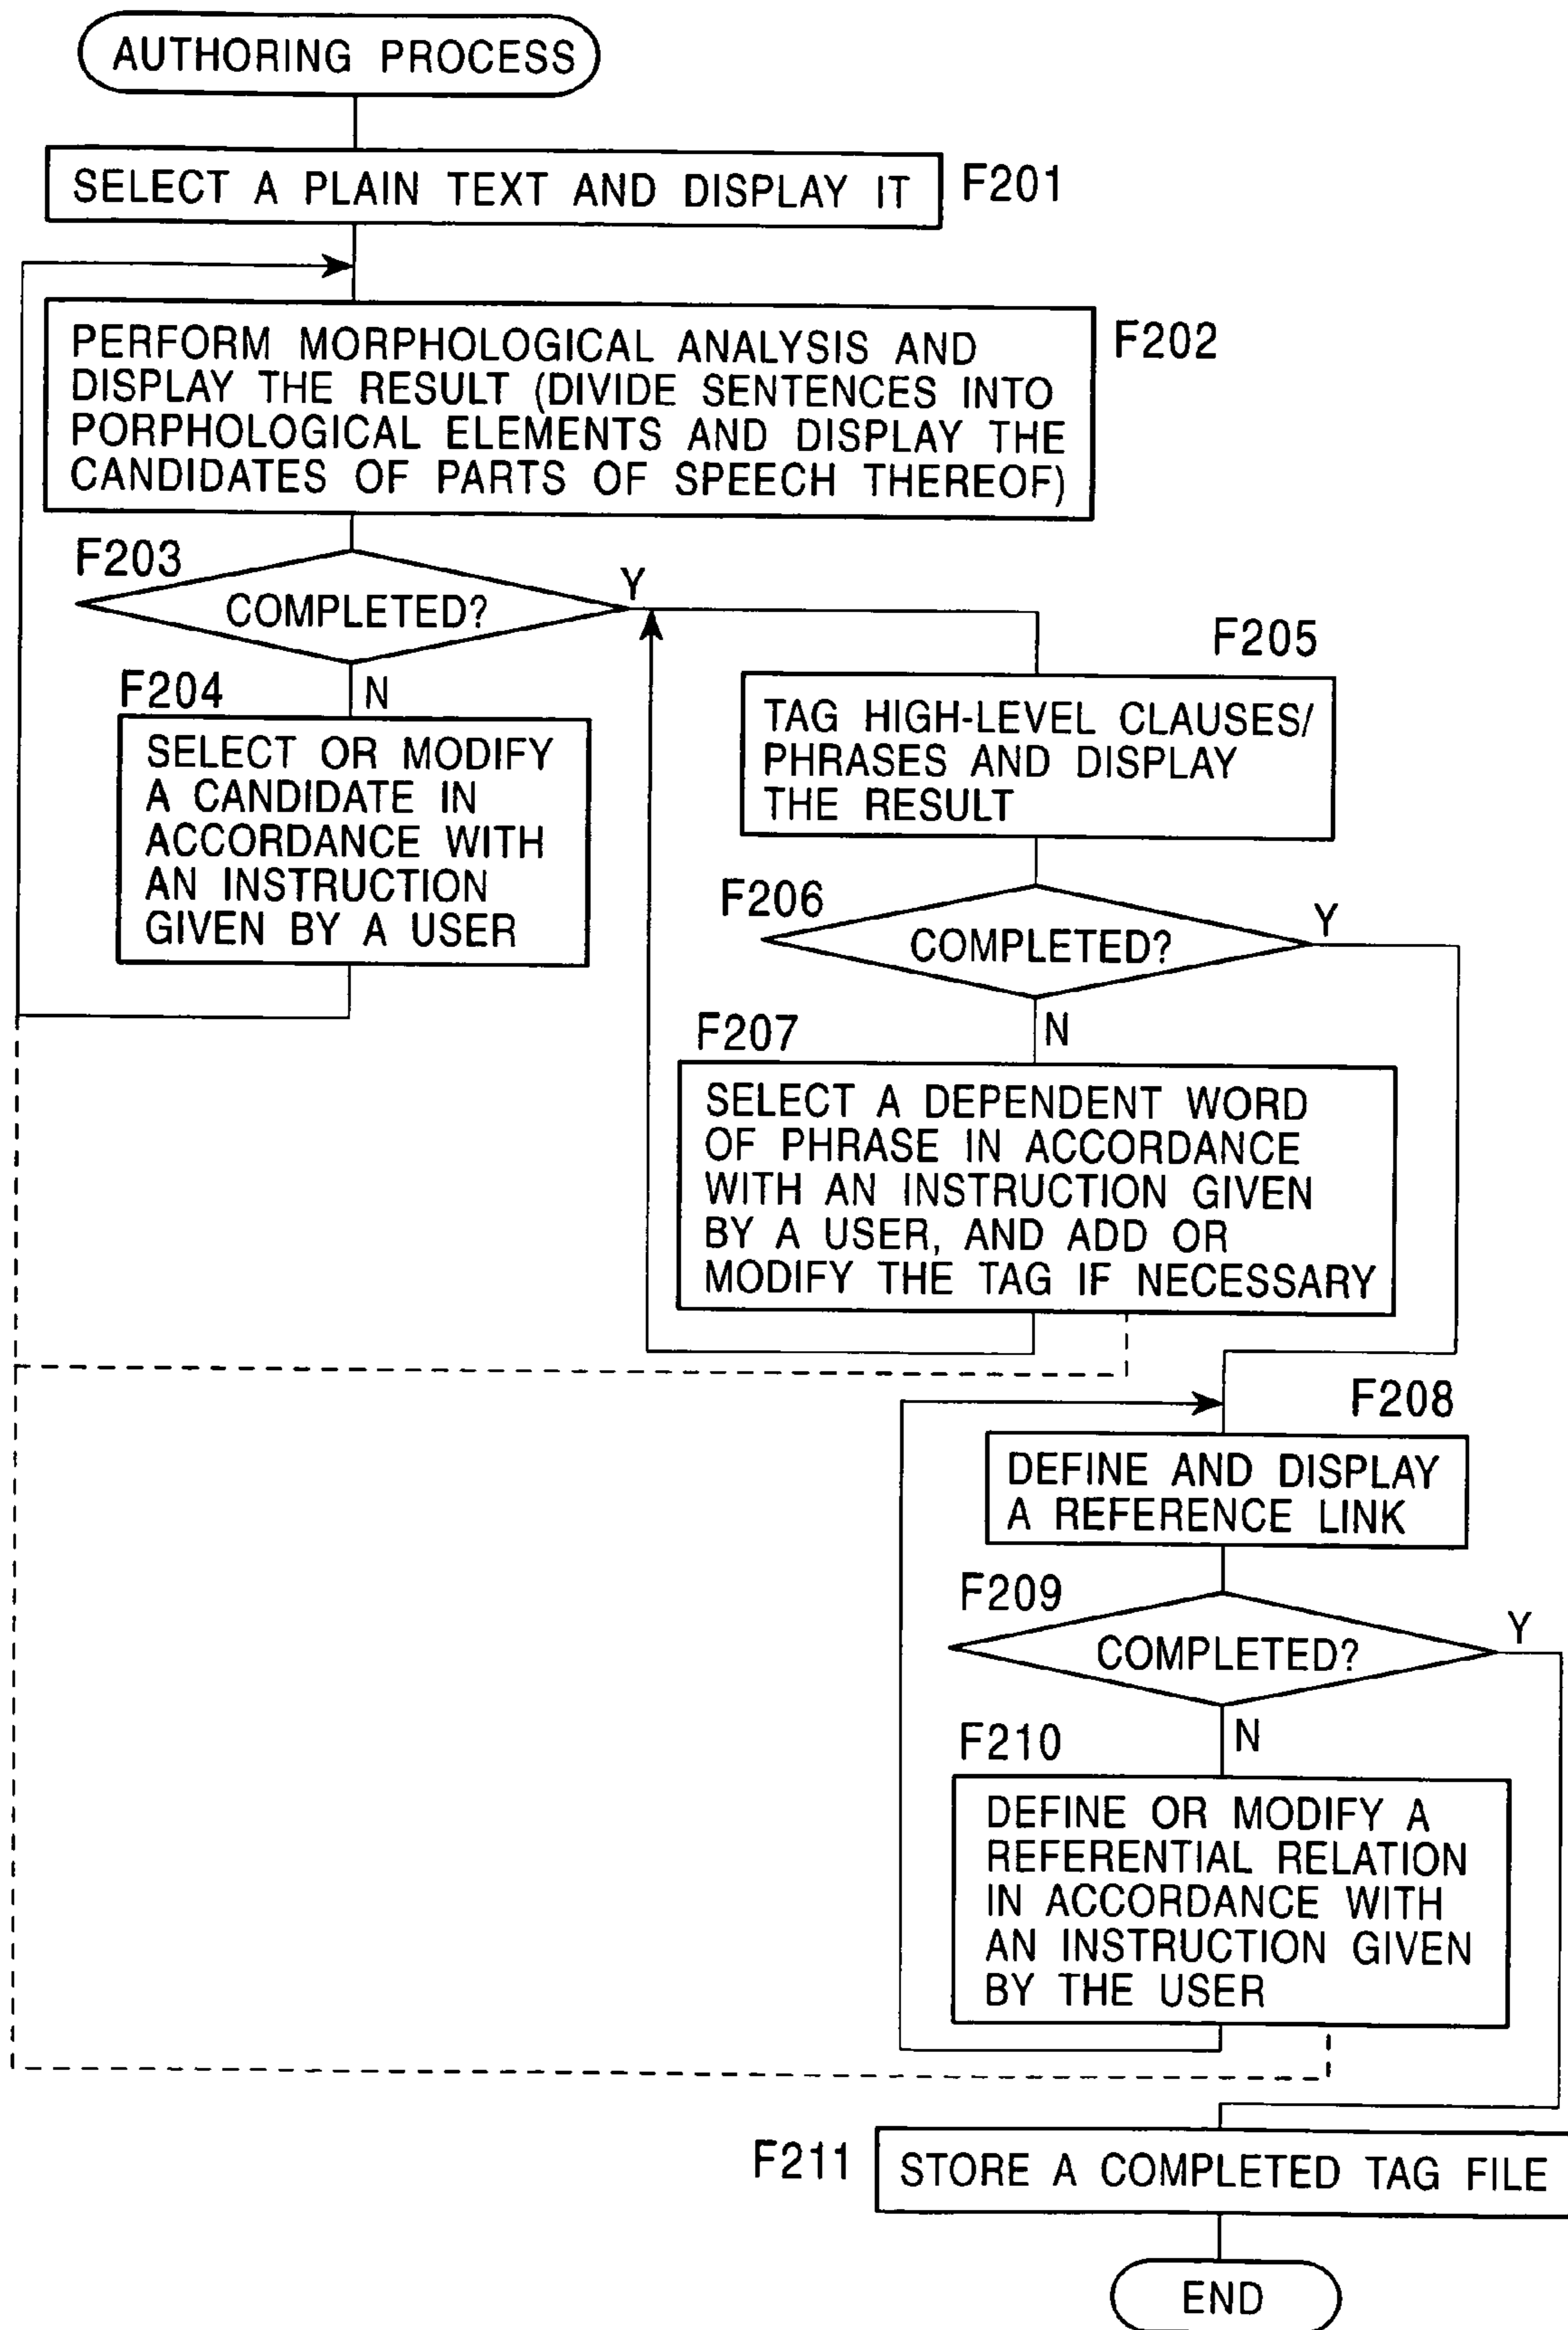 AUTHORING PROCESS
SELECT A PLAIN TEXT AND DISPLAY IT
F201
PERFORM MORPHOLOGICAL ANALYSIS AND
DISPLAY THE RESULT (DIVIDE SENTENCES INTO
PORPHOLOGICAL ELEMENTS AND DISPLAY THE
CANDIDATES OF PARTS OF SPEECH THEREOF)
F202
F203
COMPLETED?
Y
N
F204
SELECT OR MODIFY
A CANDIDATE IN
ACCORDANCE WITH
AN INSTRUCTION
GIVEN BY A USER
F205
TAG HIGH-LEVEL CLAUSES/
PHRASES AND DISPLAY
THE RESULT
F206
COMPLETED?
Y
N
F207
SELECT A DEPENDENT WORD
OF PHRASE IN ACCORDANCE
WITH AN INSTRUCTION GIVEN
BY A USER, AND ADD OR
MODIFY THE TAG IF NECESSARY
F208
DEFINE AND DISPLAY
A REFERENCE LINK
F209
COMPLETED?
Y
N
F210
DEFINE OR MODIFY A
REFERENTIAL RELATION
IN ACCORDANCE WITH
AN INSTRUCTION GIVEN
BY THE USER
F211
STORE A COMPLETED TAG FILE
END